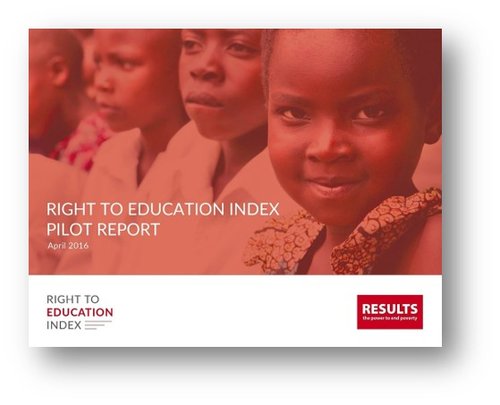 RIGHT TO EDUCATION INDEX
PILOT REPORT
April 2016
RIGHT TO
EDUCATION
INDEX
RESULTS
the power to end poverty